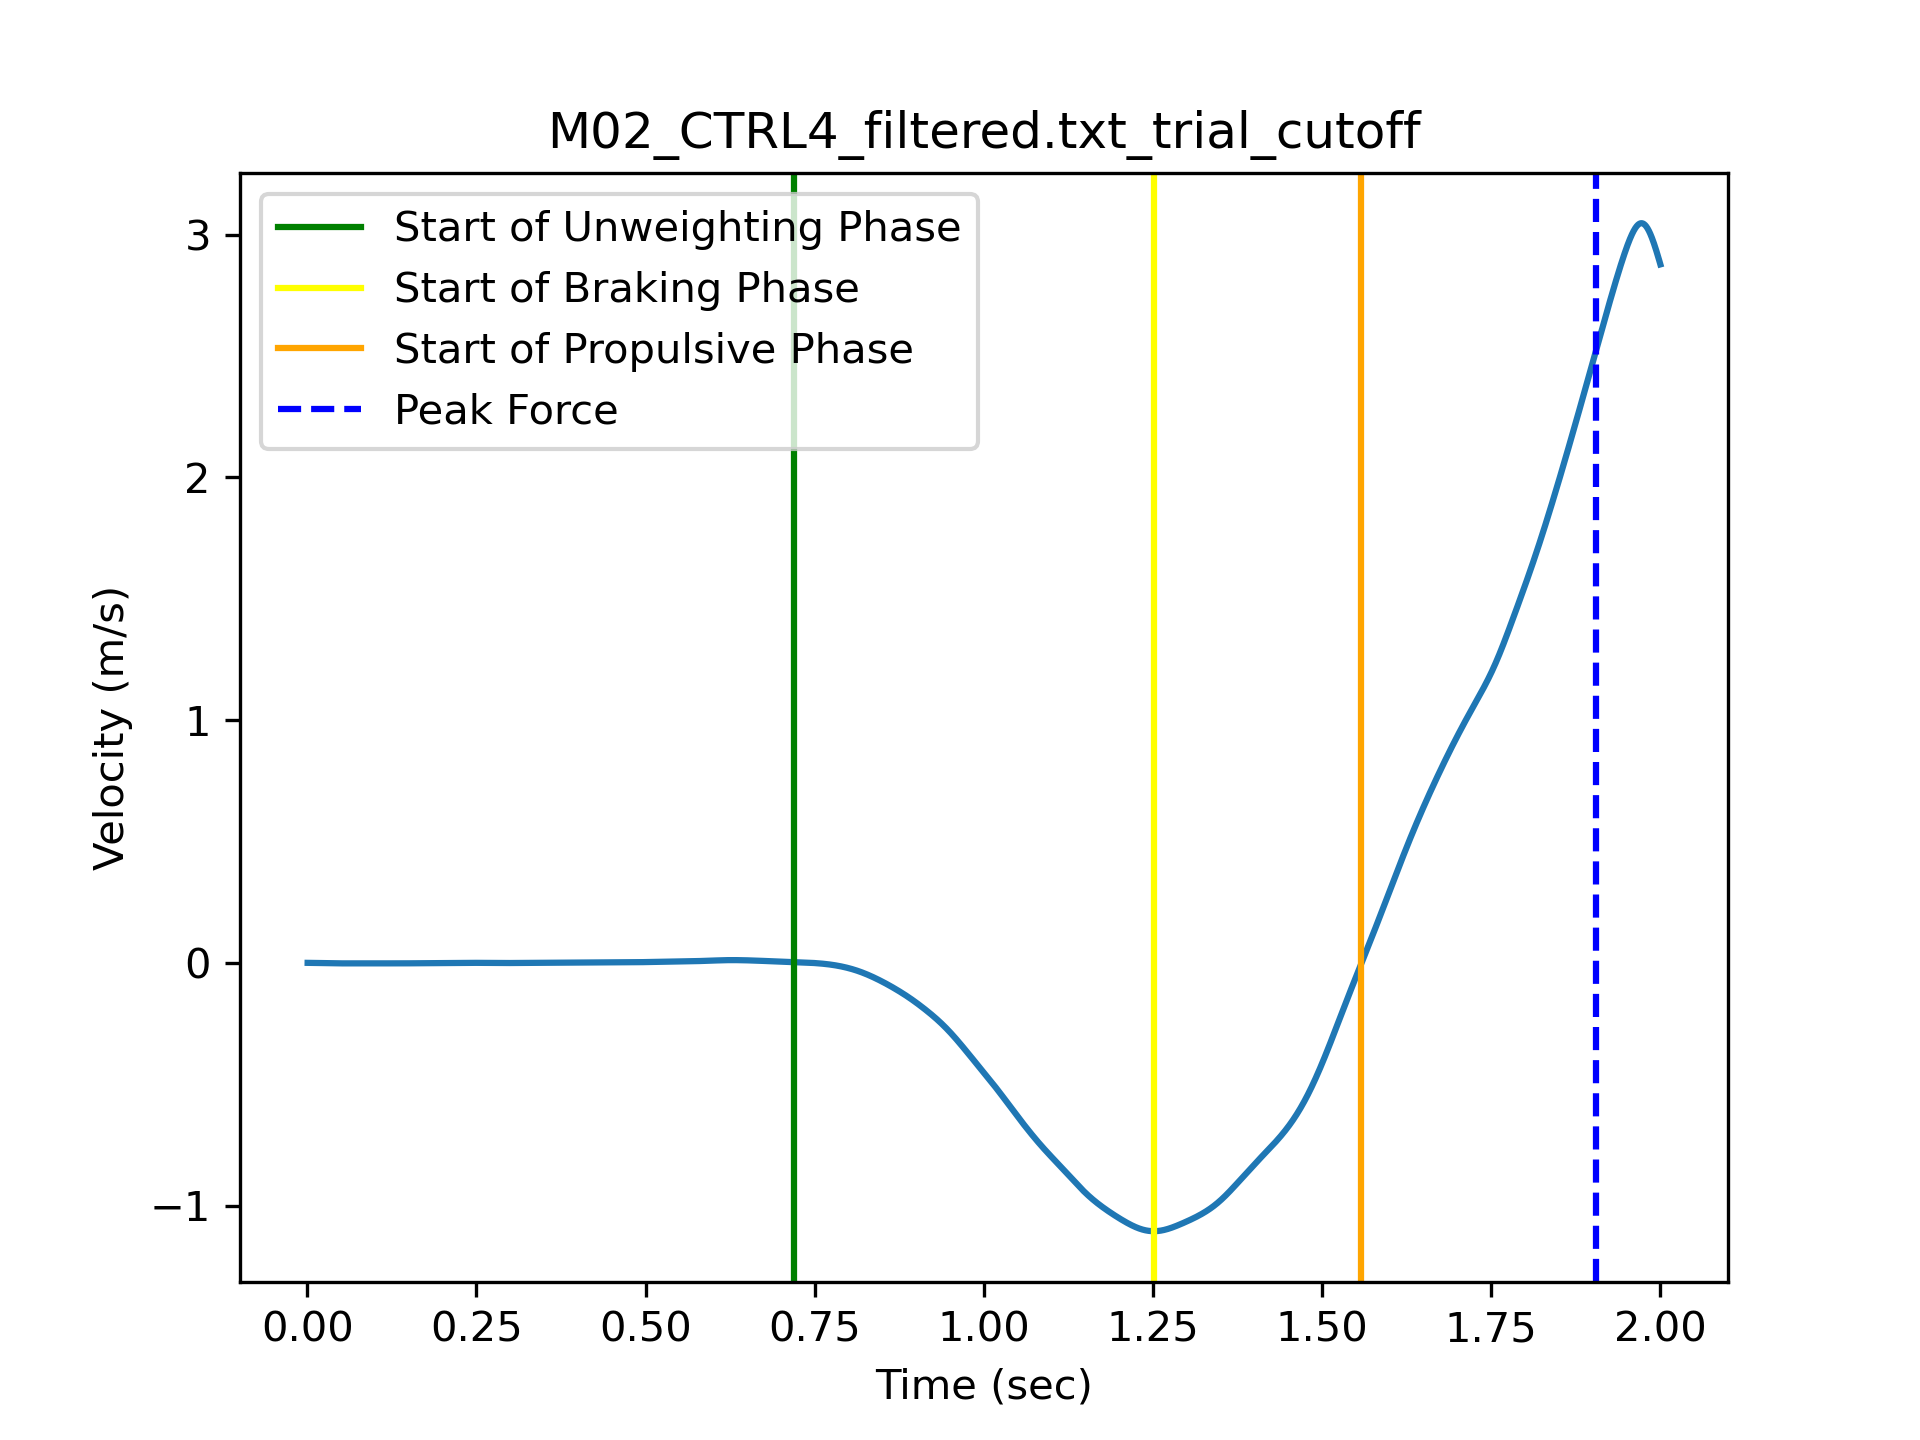 M02_CTRL4_filtered.txt_trial_cutoff
Start of Unweighting Phase
Start of Braking Phase
Start of Propulsive Phase
Peak Force
Velocity (m/s)
3
2
1
0
−1
0.00 0.25 0.50 0.75 1.00 1.25 1.50 1.75 2.00
Time (sec)